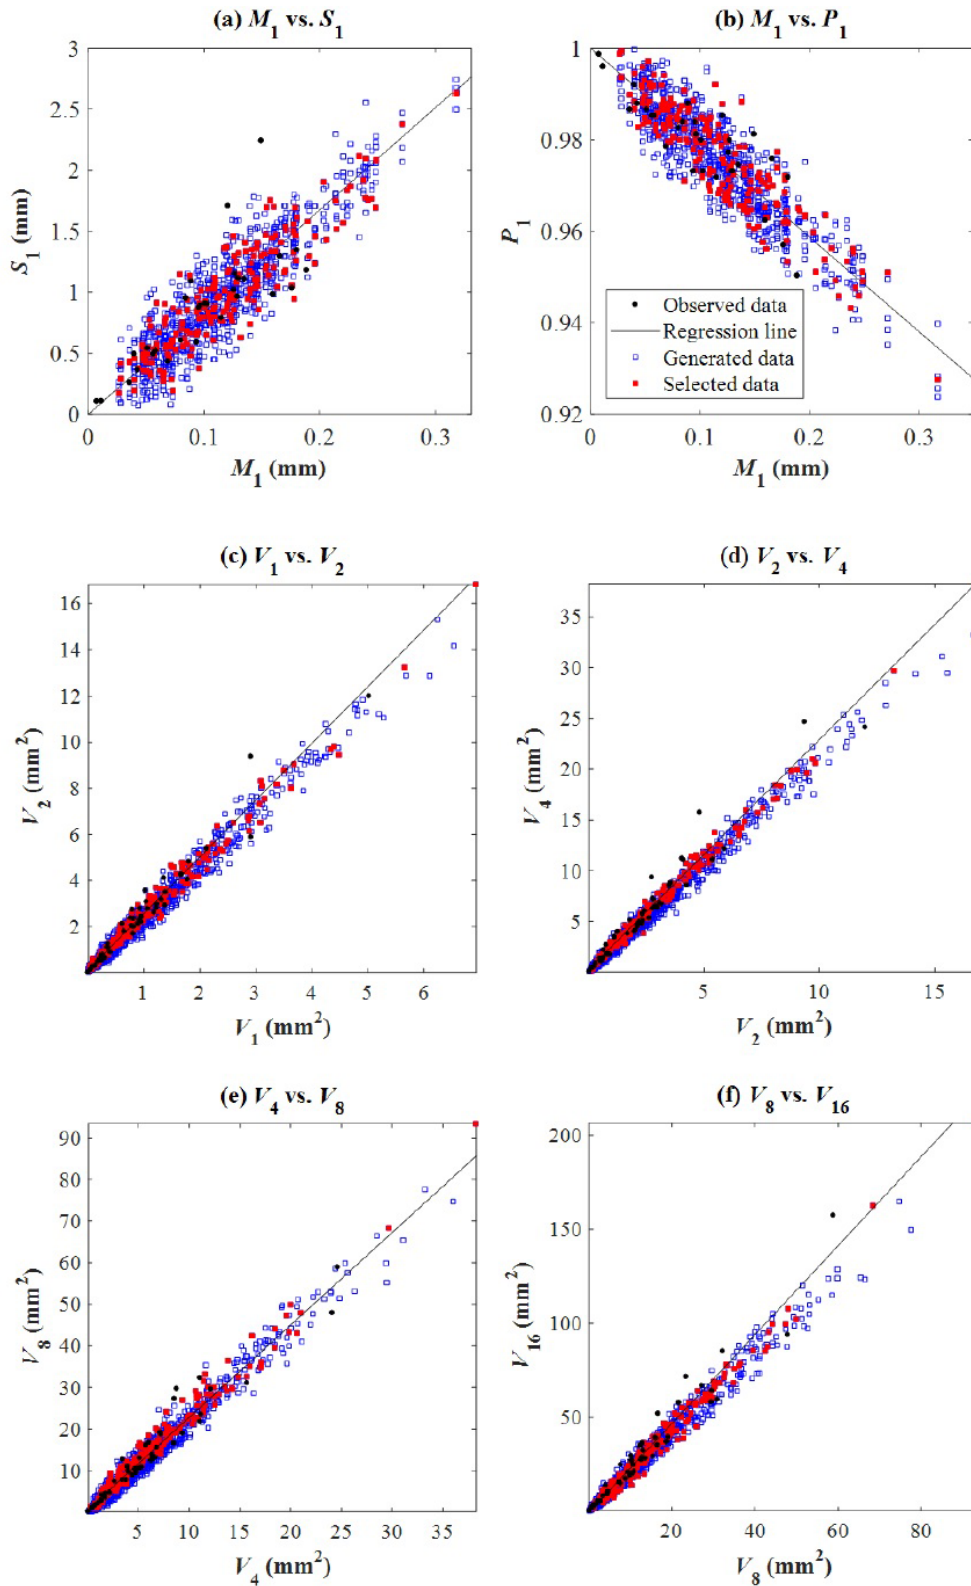 (a) M₁ vs. S₁
3
2.5
2
1.5
1
0.5
0
S₁ (mm)
0 0.1 0.2 0.3
M₁ (mm)
(b) M₁ vs. P₁
1
0.98
0.96
0.94
0.92
P₁
Observed data
Regression line
Generated data
Selected data
0 0.1 0.2 0.3
M₁ (mm)
(c) V₁ vs. V₂
16
14
12
10
8
6
4
2
V₂ (mm²)
1 2 3 4 5 6
V₁ (mm²)
(d) V₂ vs. V₄
35
30
25
20
15
10
5
V₄ (mm²)
5 10 15
V₂ (mm²)
(e) V₄ vs. V₈
90
80
70
60
50
40
30
20
10
V₈ (mm²)
5 10 15 20 25 30 35
V₄ (mm²)
(f) V₈ vs. V₁₆
200
150
100
50
V₁₆ (mm²)
20 40 60 80
V₈ (mm²)